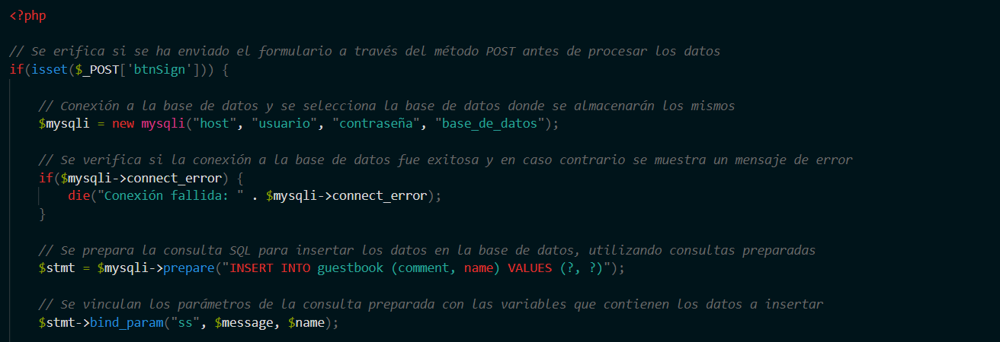 <?php
// Se erifica si se ha enviado el formulario a través del método POST antes de procesar los datos
if(isset($_POST['btnSign'])) {
// Conexión a la base de datos y se selecciona la base de datos donde se almacenarán los mismos
$mysqli = new mysqli("host", "usuario", "contraseña", "base_de_datos");
// Se verifica si la conexión a la base de datos fue exitosa y en caso contrario se muestra un mensaje de error
if($mysqli->connect_error) {
die("Conexión fallida: " . $mysqli->connect_error);
}
// Se prepara la consulta SQL para insertar los datos en la base de datos, utilizando consultas preparadas
$stmt = $mysqli->prepare("INSERT INTO guestbook (comment, name) VALUES (?, ?)");
// Se vinculan los parámetros de la consulta preparada con las variables que contienen los datos a insertar
$stmt->bind_param("ss", $message, $name);